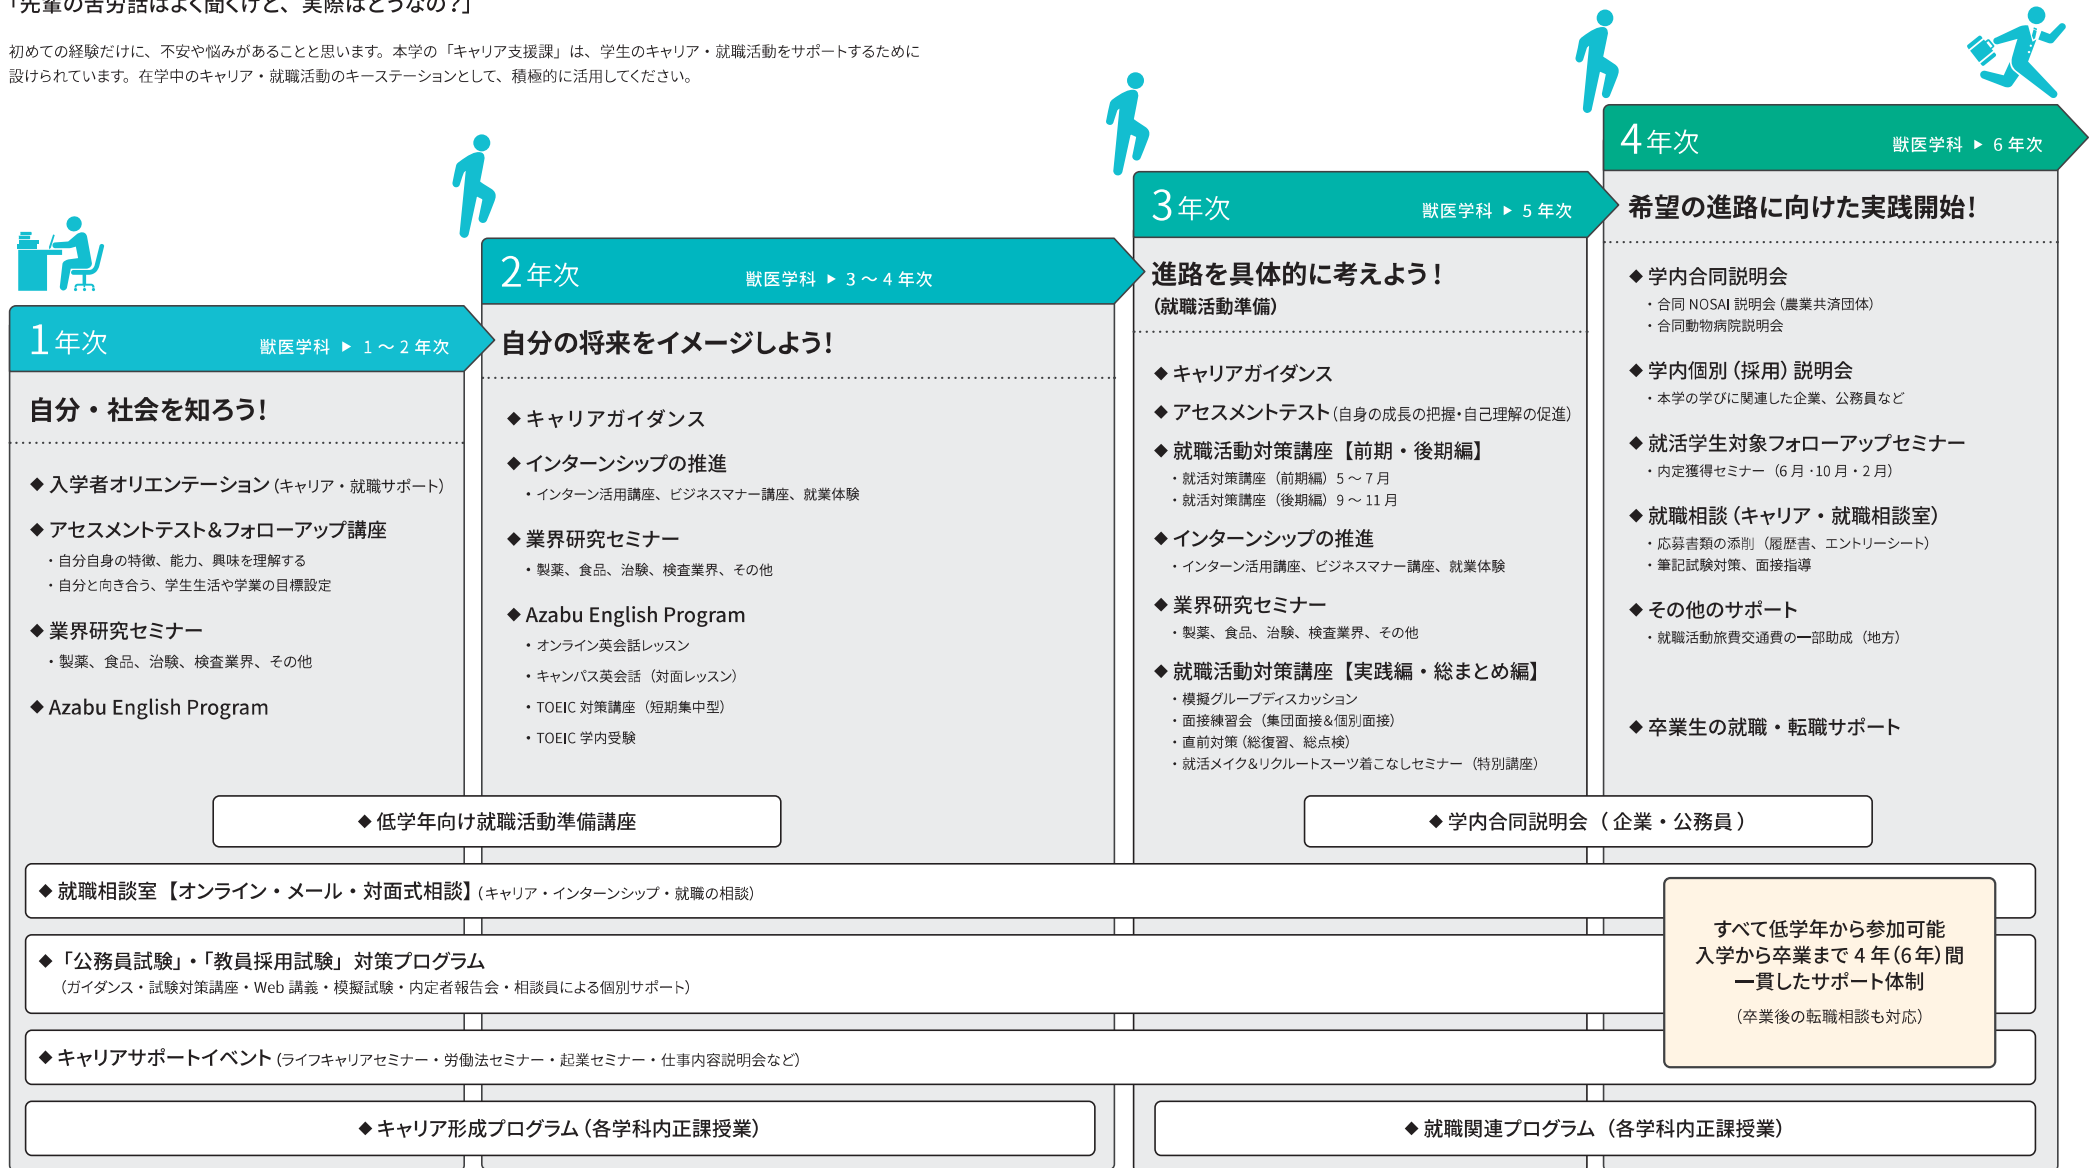 「先輩の苦労話はよく聞くけど、実際はどうなの?」
初めての経験だけに、不安や悩みがあることと思います。本学の「キャリア支援課」は、学生のキャリア・就職活動をサポートするために
設けられています。在学中のキャリア・就職活動のキーステーションとして、積極的に活用してください。
1年次 獣医学科 ▶ 1〜2年次
自分・社会を知ろう!
◆入学者オリエンテーション(キャリア・就職サポート)
◆アセスメントテスト&フォローアップ講座
・自分自身の特徴、能力、興味を理解する
・自分と向き合う、学生生活や学業の目標設定
◆業界研究セミナー
・製薬、食品、治験、検査業界、その他
◆Azabu English Program
2年次 獣医学科 ▶ 3〜4年次
自分の将来をイメージしよう!
◆キャリアガイダンス
◆インターンシップの推進
・インターン活用講座、ビジネスマナー講座、就業体験
◆業界研究セミナー
・製薬、食品、治験、検査業界、その他
◆Azabu English Program
・オンライン英会話レッスン
・キャンパス英会話(対面レッスン)
・TOEIC 対策講座(短期集中型)
・TOEIC 学内受験
3年次 獣医学科 ▶ 5年次
進路を具体的に考えよう!
(就職活動準備)
◆キャリアガイダンス
◆アセスメントテスト(自身の成長の把握・自己理解の促進)
◆就職活動対策講座【前期・後期編】
・就活対策講座(前期編)5〜7月
・就活対策講座(後期編)9〜11月
◆インターンシップの推進
・インターン活用講座、ビジネスマナー講座、就業体験
◆業界研究セミナー
・製薬、食品、治験、検査業界、その他
◆就職活動対策講座【実践編・総まとめ編】
・模擬グループディスカッション
・面接練習会(集団面接&個別面接)
・直前対策(総復習、総点検)
・就活メイク&リクルートスーツ着こなしセミナー(特別講座)
4年次 獣医学科 ▶ 6年次
希望の進路に向けた実践開始!
◆学内合同説明会
・合同 NOSAI 説明会(農業共済団体)
・合同動物病院説明会
◆学内個別(採用)説明会
・本学の学びに関連した企業、公務員など
◆就活学生対象フォローアップセミナー
・内定獲得セミナー(6月・10月・2月)
◆就職相談(キャリア・就職相談室)
・応募書類の添削(履歴書、エントリーシート)
・筆記試験対策、面接指導
◆その他のサポート
・就職活動旅費交通費の一部助成(地方)
◆卒業生の就職・転職サポート
◆低学年向け就職活動準備講座
◆学内合同説明会(企業・公務員)
◆就職相談室【オンライン・メール・対面式相談】(キャリア・インターンシップ・就職の相談)
◆「公務員試験」・「教員採用試験」対策プログラム
(ガイダンス・試験対策講座・Web 講義・模擬試験・内定者報告会・相談員による個別サポート)
◆キャリアサポートイベント(ライフキャリアセミナー・労働法セミナー・起業セミナー・仕事内容説明会など)
すべて低学年から参加可能
入学から卒業まで4年(6年)間
一貫したサポート体制
(卒業後の転職相談も対応)
◆キャリア形成プログラム(各学科内正課授業)
◆就職関連プログラム(各学科内正課授業)